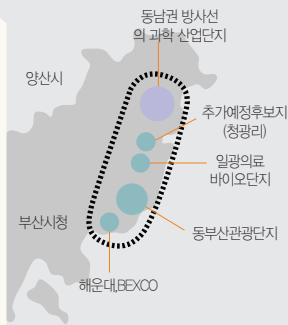 동남권 방사선
의 과학 산업단지
양산시
추가예정후보지
(청광리)
일광의료
바이오단지
부산시청
동부산관광단지
해운대,BEXCO